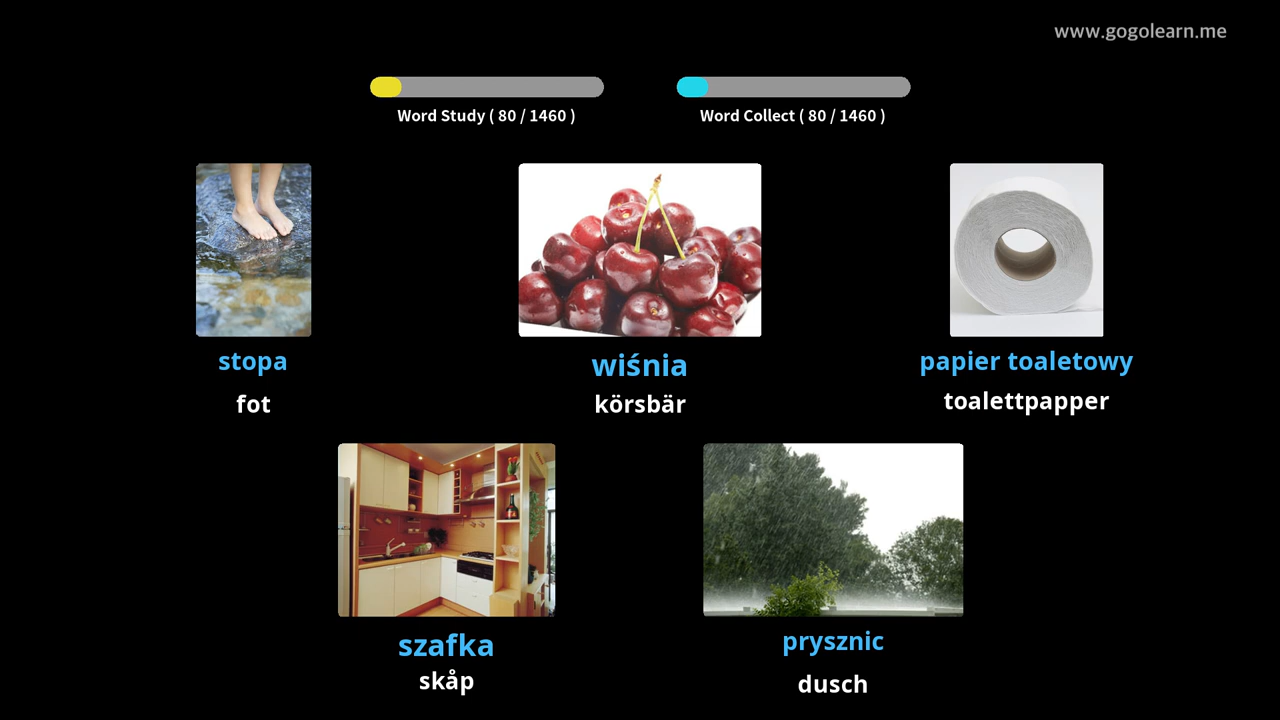 www.gogolearn.me
Word Study ( 80 / 1460 )
Word Collect ( 80 / 1460 )
stopa
fot
wiśnia
körsbär
papier toaletowy
toalettpapper
szafka
skåp
prysznic
dusch